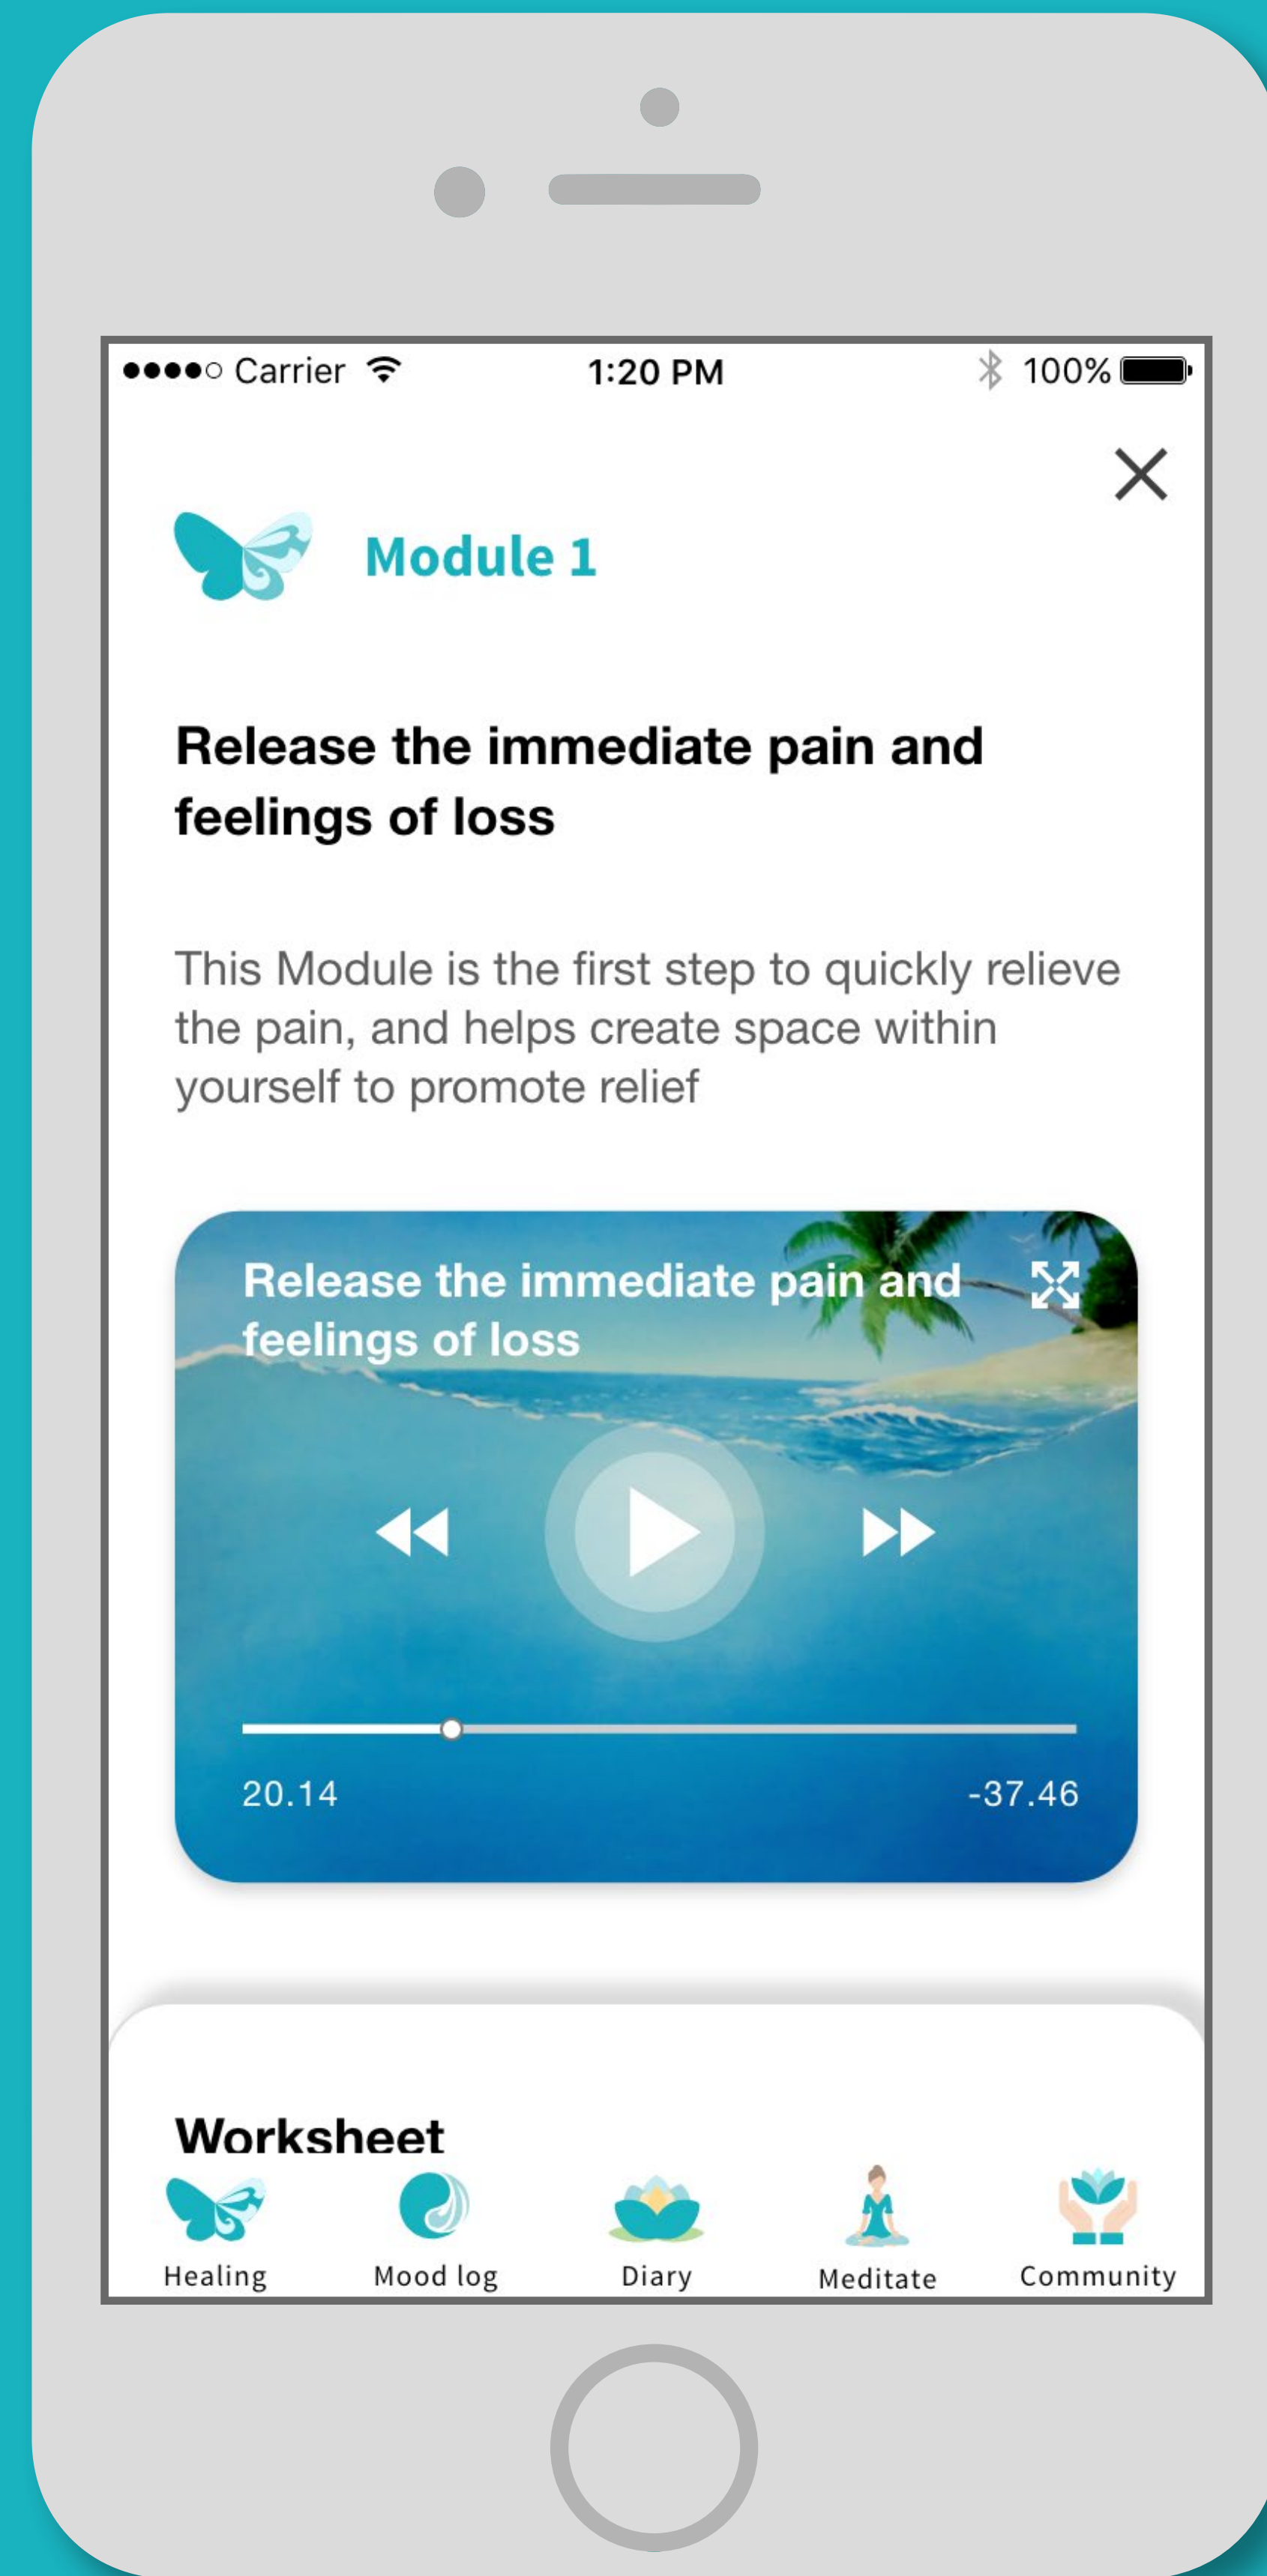 Carrier 1:20 PM 100%
Module 1
Release the immediate pain and
feelings of loss
This Module is the first step to quickly relieve
the pain, and helps create space within
yourself to promote relief
Release the immediate pain and
feelings of loss
20.14 -37.46
Worksheet
Healing Mood log Diary Meditate Community